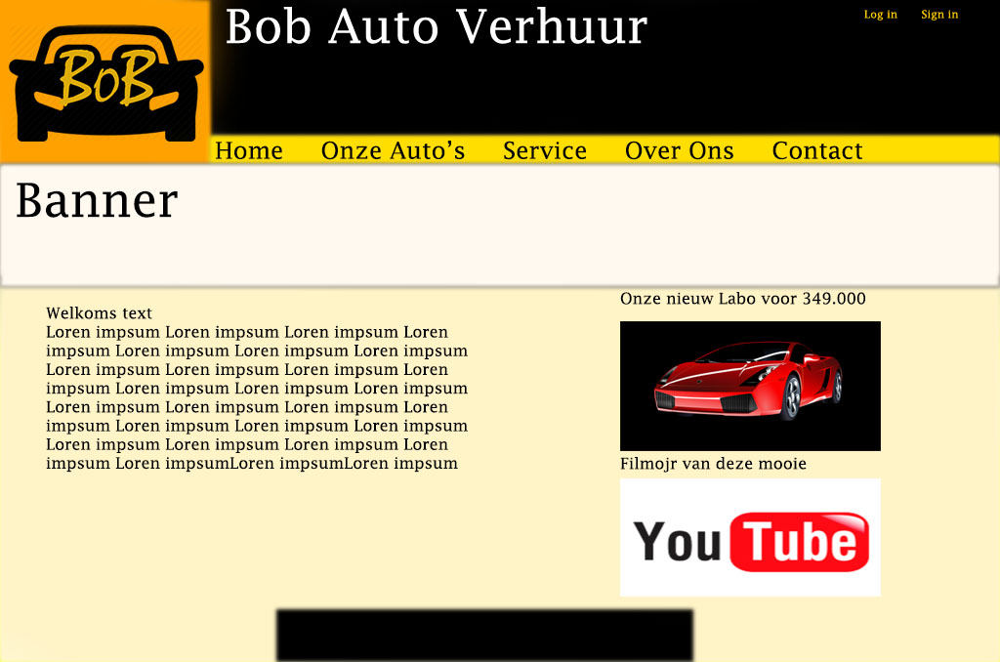 BoB
Bob Auto Verhuur
Log in
Sign in
Home
Onze Auto's
Service
Over Ons
Contact
Banner
Welkoms text
Loren impsum Loren impsum Loren impsum Loren
impsum Loren impsum Loren impsum Loren impsum
Loren impsum Loren impsum Loren impsum Loren
impsum Loren impsum Loren impsum Loren impsum
Loren impsum Loren impsum Loren impsum Loren
impsum Loren impsum Loren impsum Loren impsum
Loren impsum Loren impsum Loren impsum Loren
impsum Loren impsumLoren impsumLoren impsum
Onze nieuw Labo voor 349.000
Filmojr van deze mooie
YouTube